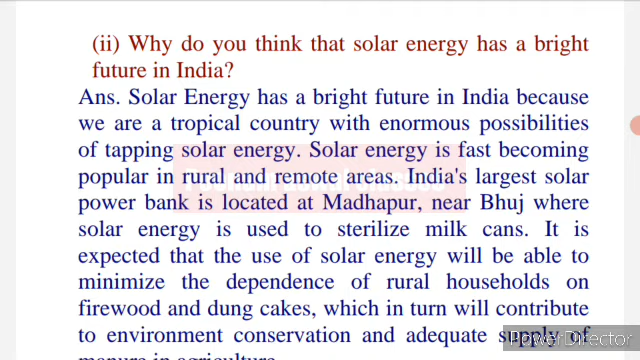 (ii) Why do you think that solar energy has a bright
future in India?
Ans. Solar Energy has a bright future in India because
we are a tropical country with enormous possibilities
of tapping solar energy. Solar energy is fast becoming
popular in rural and remote areas. India's largest solar
power bank is located at Madhapur, near Bhuj where
solar energy is used to sterilize milk cans. It is
expected that the use of solar energy will be able to
minimize the dependence of rural households on
firewood and dung cakes, which in turn will contribute
to environment conservation and adequate supply of
PowerDirector
manure in agriculture.